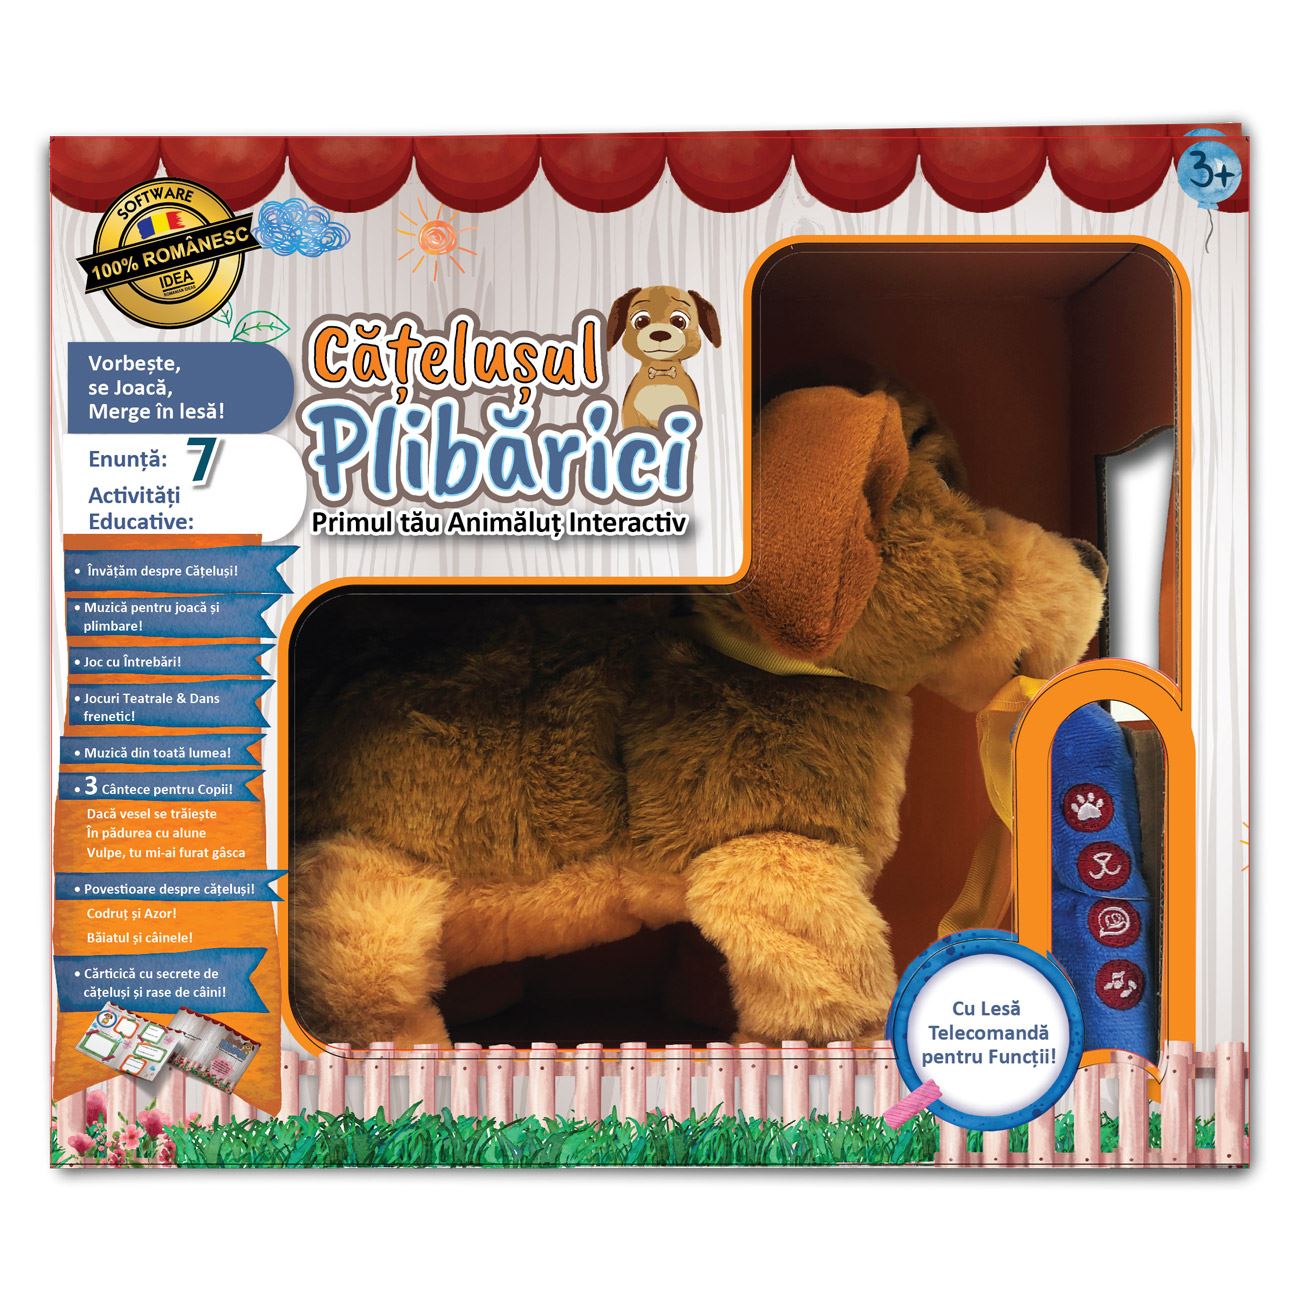 3+
SOFTWARE
100% ROMÂNESC
IDEA
ROMANIAN IDEAS
Cățelușul
Plibărici
Primul tău Animăluț Interactiv
Vorbește,
se Joacă,
Merge în lesă!
Enunță: 7
Activități
Educative:
• Învățăm despre Cățeluși!
• Muzică pentru joacă și
plimbare!
• Joc cu Întrebări!
• Jocuri Teatrale & Dans
frenetic!
• Muzică din toată lumea!
• 3 Cântece pentru Copii!
Dacă vesel se trăiește
În pădurea cu alune
Vulpe, tu mi-ai furat gâsca
• Povestioare despre cățeluși!
Codruț și Azor!
Băiatul și câinele!
• Cărticică cu secrete de
cățeluși și rase de câini!
Cu Lesă
Telecomandă
pentru Funcții!